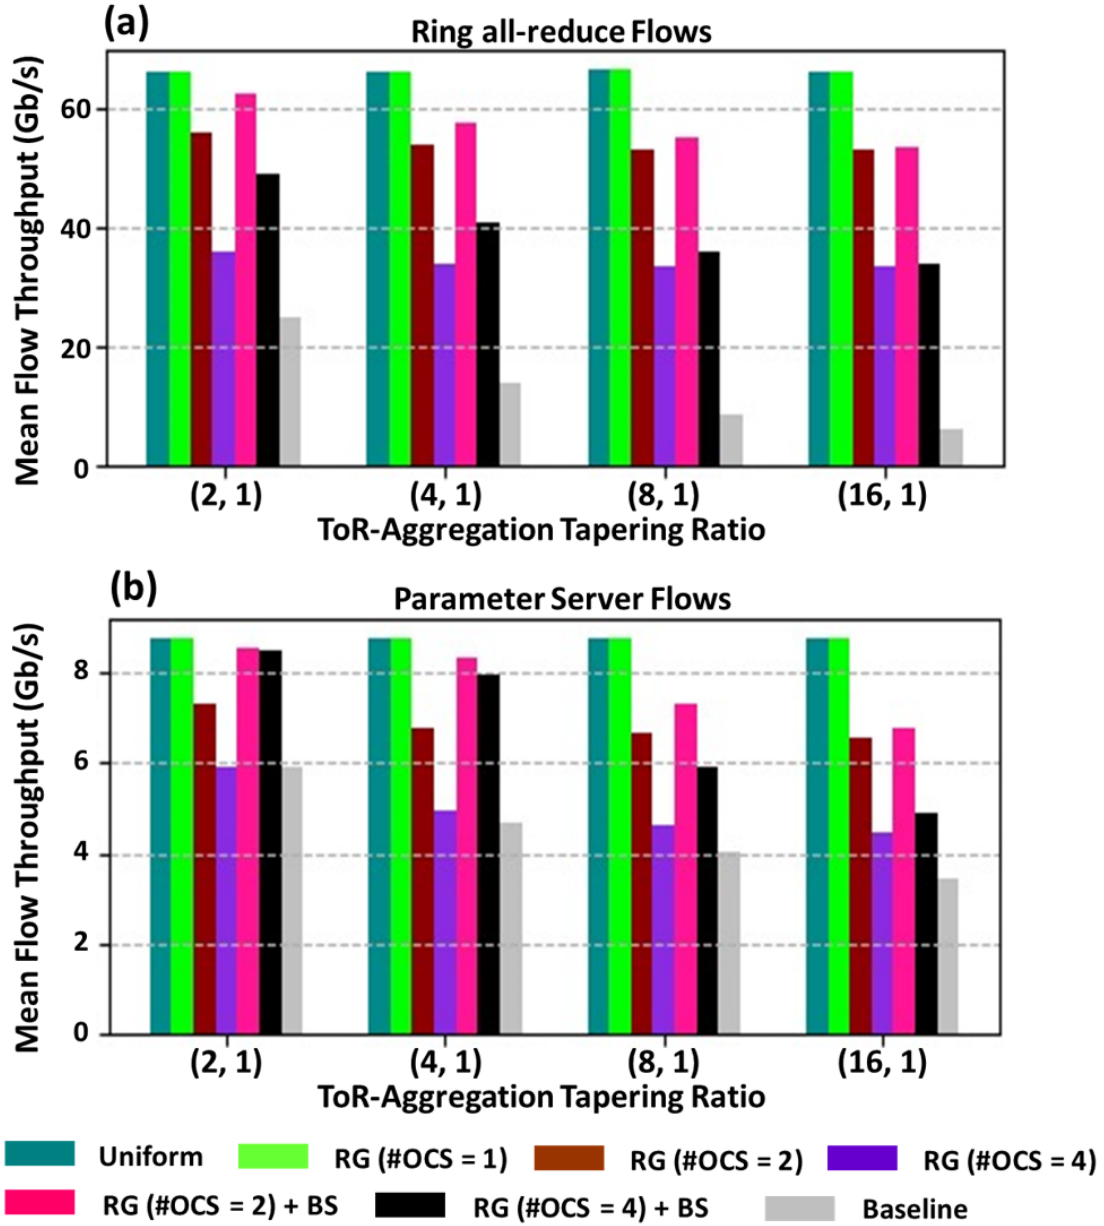 (a)
Ring all-reduce Flows
Mean Flow Throughput (Gb/s)
60
40
20
0
(2, 1) (4, 1) (8, 1) (16, 1)
ToR-Aggregation Tapering Ratio
(b)
Parameter Server Flows
Mean Flow Throughput (Gb/s)
8
6
4
2
0
(2, 1) (4, 1) (8, 1) (16, 1)
ToR-Aggregation Tapering Ratio
Uniform RG (#OCS = 1) RG (#OCS = 2) RG (#OCS = 4)
RG (#OCS = 2) + BS RG (#OCS = 4) + BS Baseline